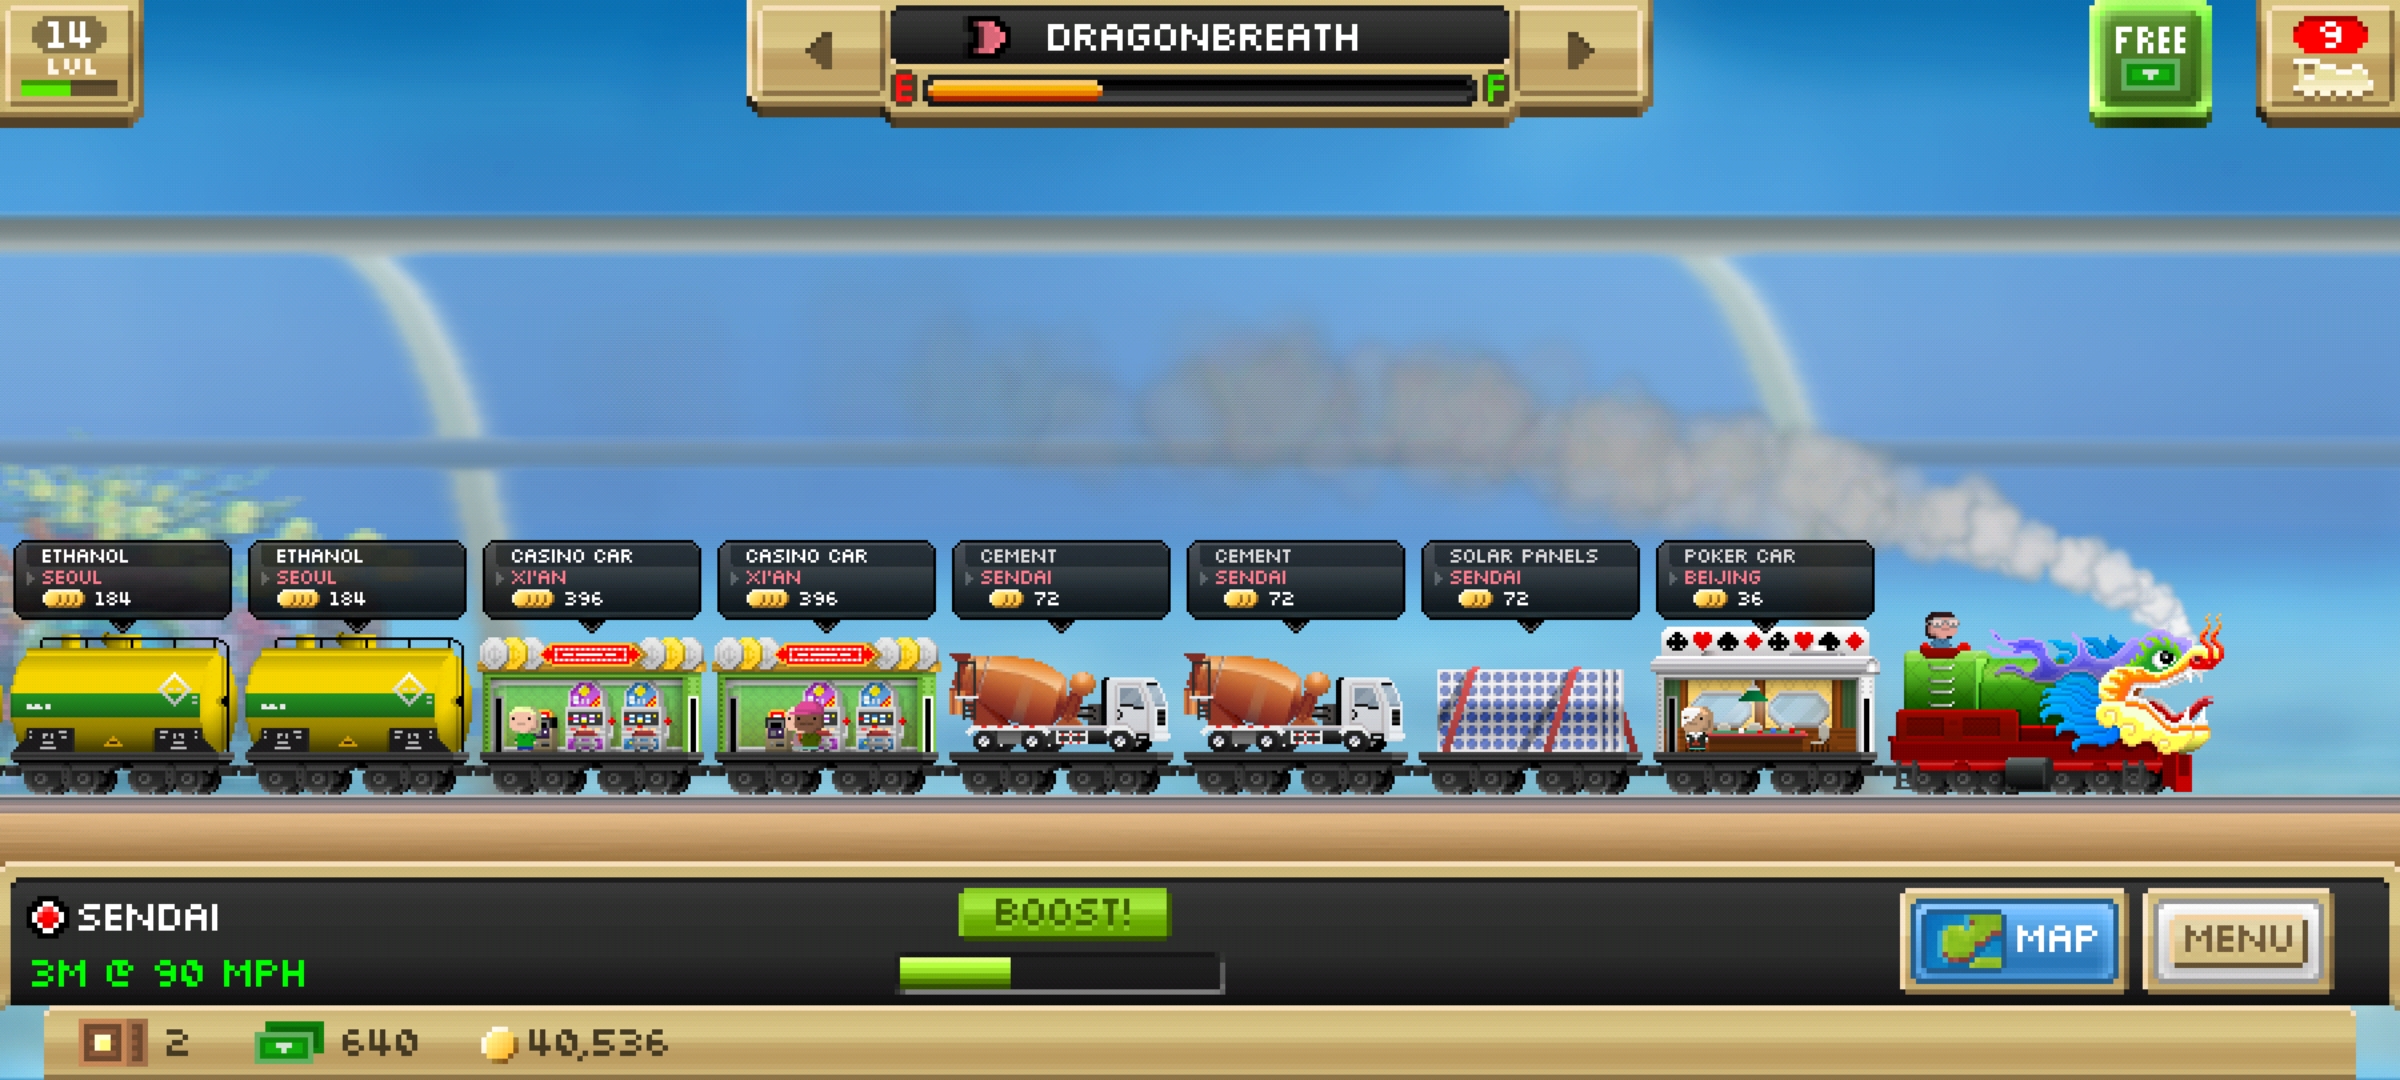 14
LVL
DRAGONBREATH
E
F
FREE
9
ETHANOL
SEOUL
184
ETHANOL
SEOUL
184
CASINO CAR
XI'AN
396
CASINO CAR
XI'AN
396
CEMENT
SENDAI
72
CEMENT
SENDAI
72
SOLAR PANELS
SENDAI
72
POKER CAR
BEIJING
36
SENDAI
3M @ 90 MPH
BOOST!
MAP
MENU
2
640
40,536